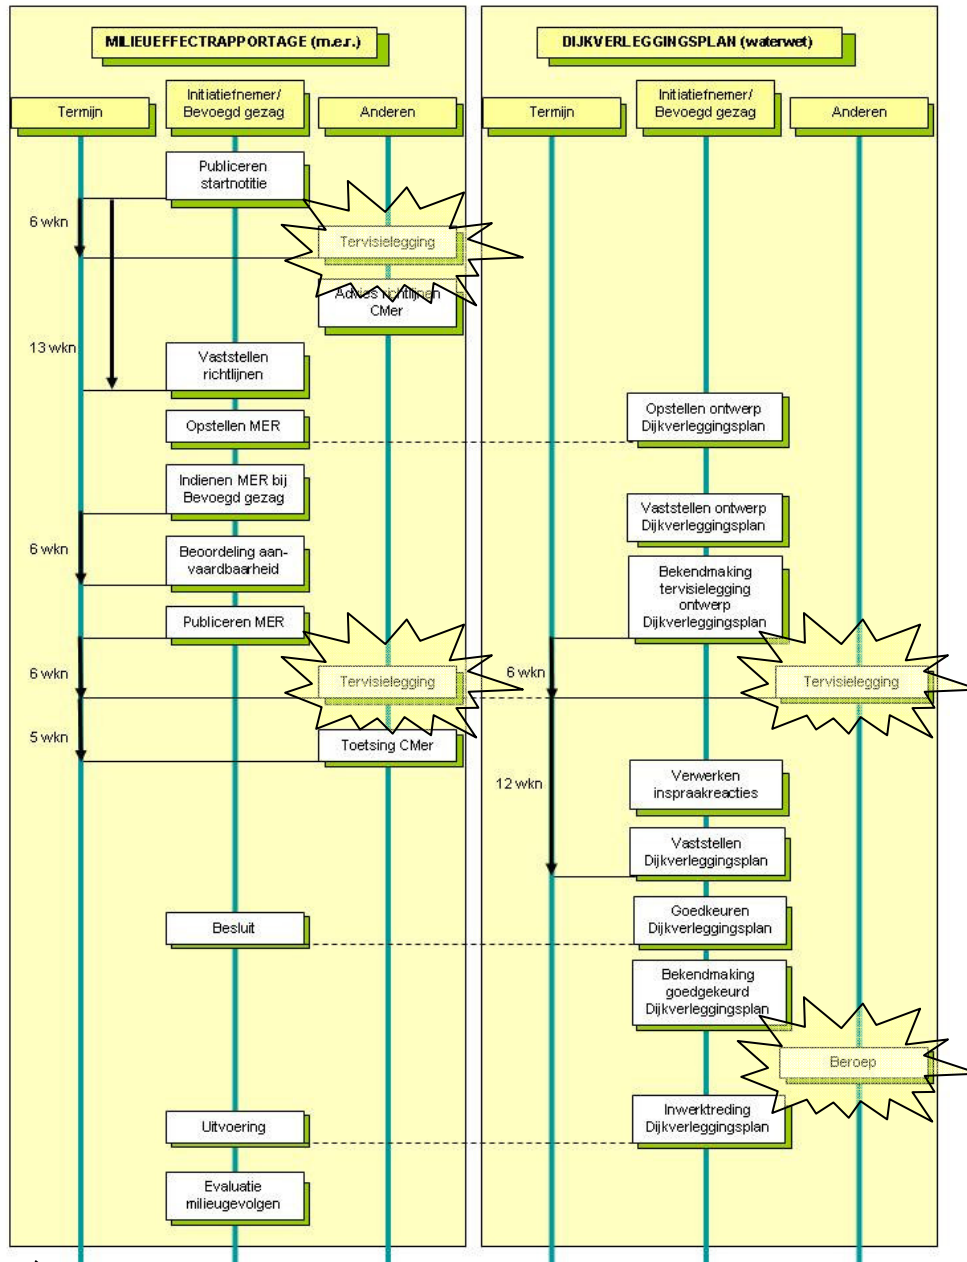 MILIEUEFFECTRAPPORTAGE (m.e.r.)
Termijn
Initiatiefnemer/
Bevoegd gezag
Anderen
Publiceren
startnotitie
6 wkn
Tervisielegging
Advies richtlijnen
CMer
13 wkn
Vaststellen
richtlijnen
Opstellen MER
Indienen MER bij
Bevoegd gezag
6 wkn
Beoordeling aan-
vaardbaarheid
Publiceren MER
6 wkn
Tervisielegging
5 wkn
Toetsing CMer
Besluit
Uitvoering
Evaluatie
milieugevolgen
DIJKVERLEGGINGSPLAN (waterwet)
Termijn
Initiatiefnemer/
Bevoegd gezag
Anderen
Opstellen ontwerp
Dijkverleggingsplan
Vaststellen ontwerp
Dijkverleggingsplan
Bekendmaking
tervisielegging
ontwerp
Dijkverleggingsplan
6 wkn
Tervisielegging
12 wkn
Verwerken
inspraakreacties
Vaststellen
Dijkverleggingsplan
Goedkeuren
Dijkverleggingsplan
Bekendmaking
goedgekeurd
Dijkverleggingsplan
Beroep
Inwerktreding
Dijkverleggingsplan